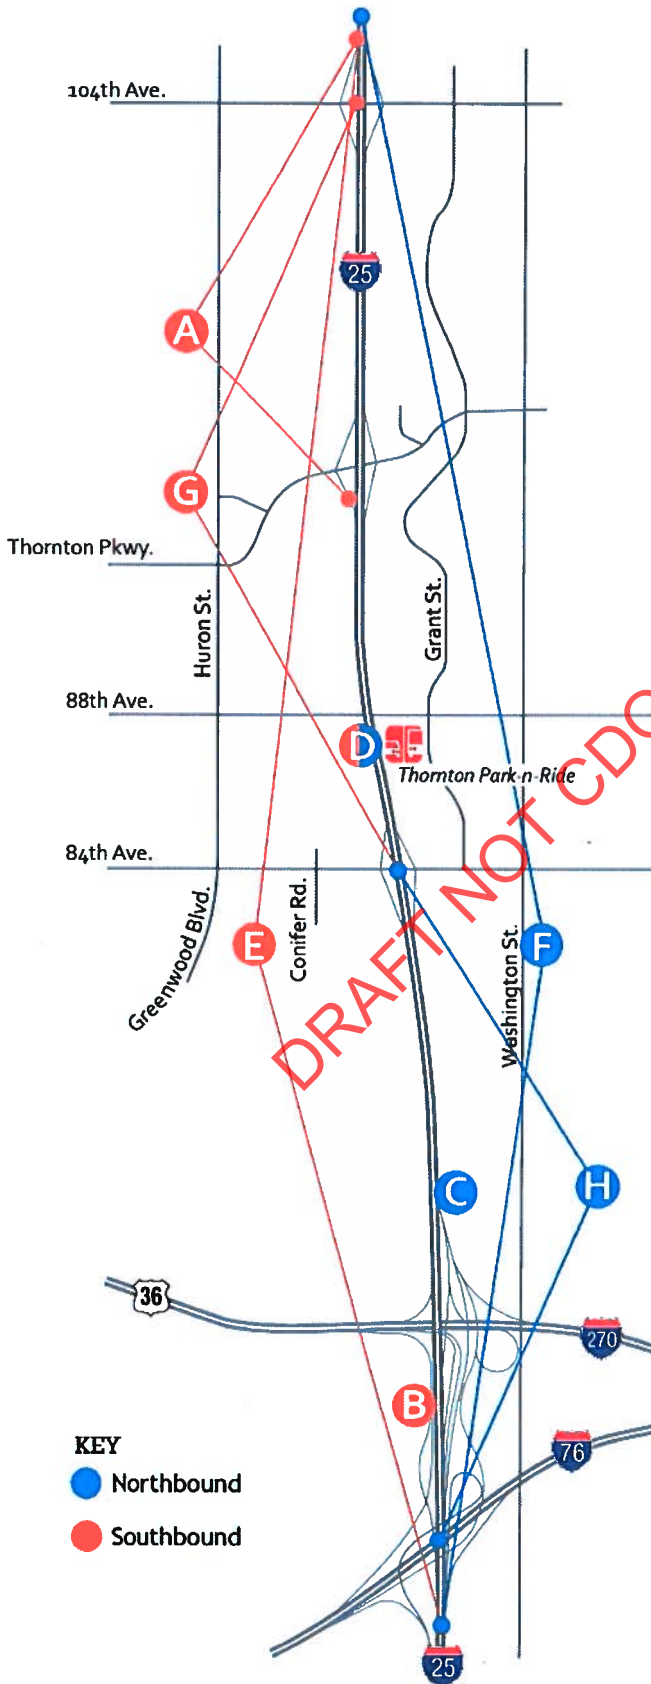 104th Ave.
25
A
G
Thornton Pkwy.
Huron St.
Grant St.
88th Ave.
D
Thornton Park-n-Ride
84th Ave.
Greenwood Blvd.
Conifer Rd.
E
F
Washington St.
DRAFT NOT CDO
C
H
36
270
B
76
KEY
Northbound
Southbound
25